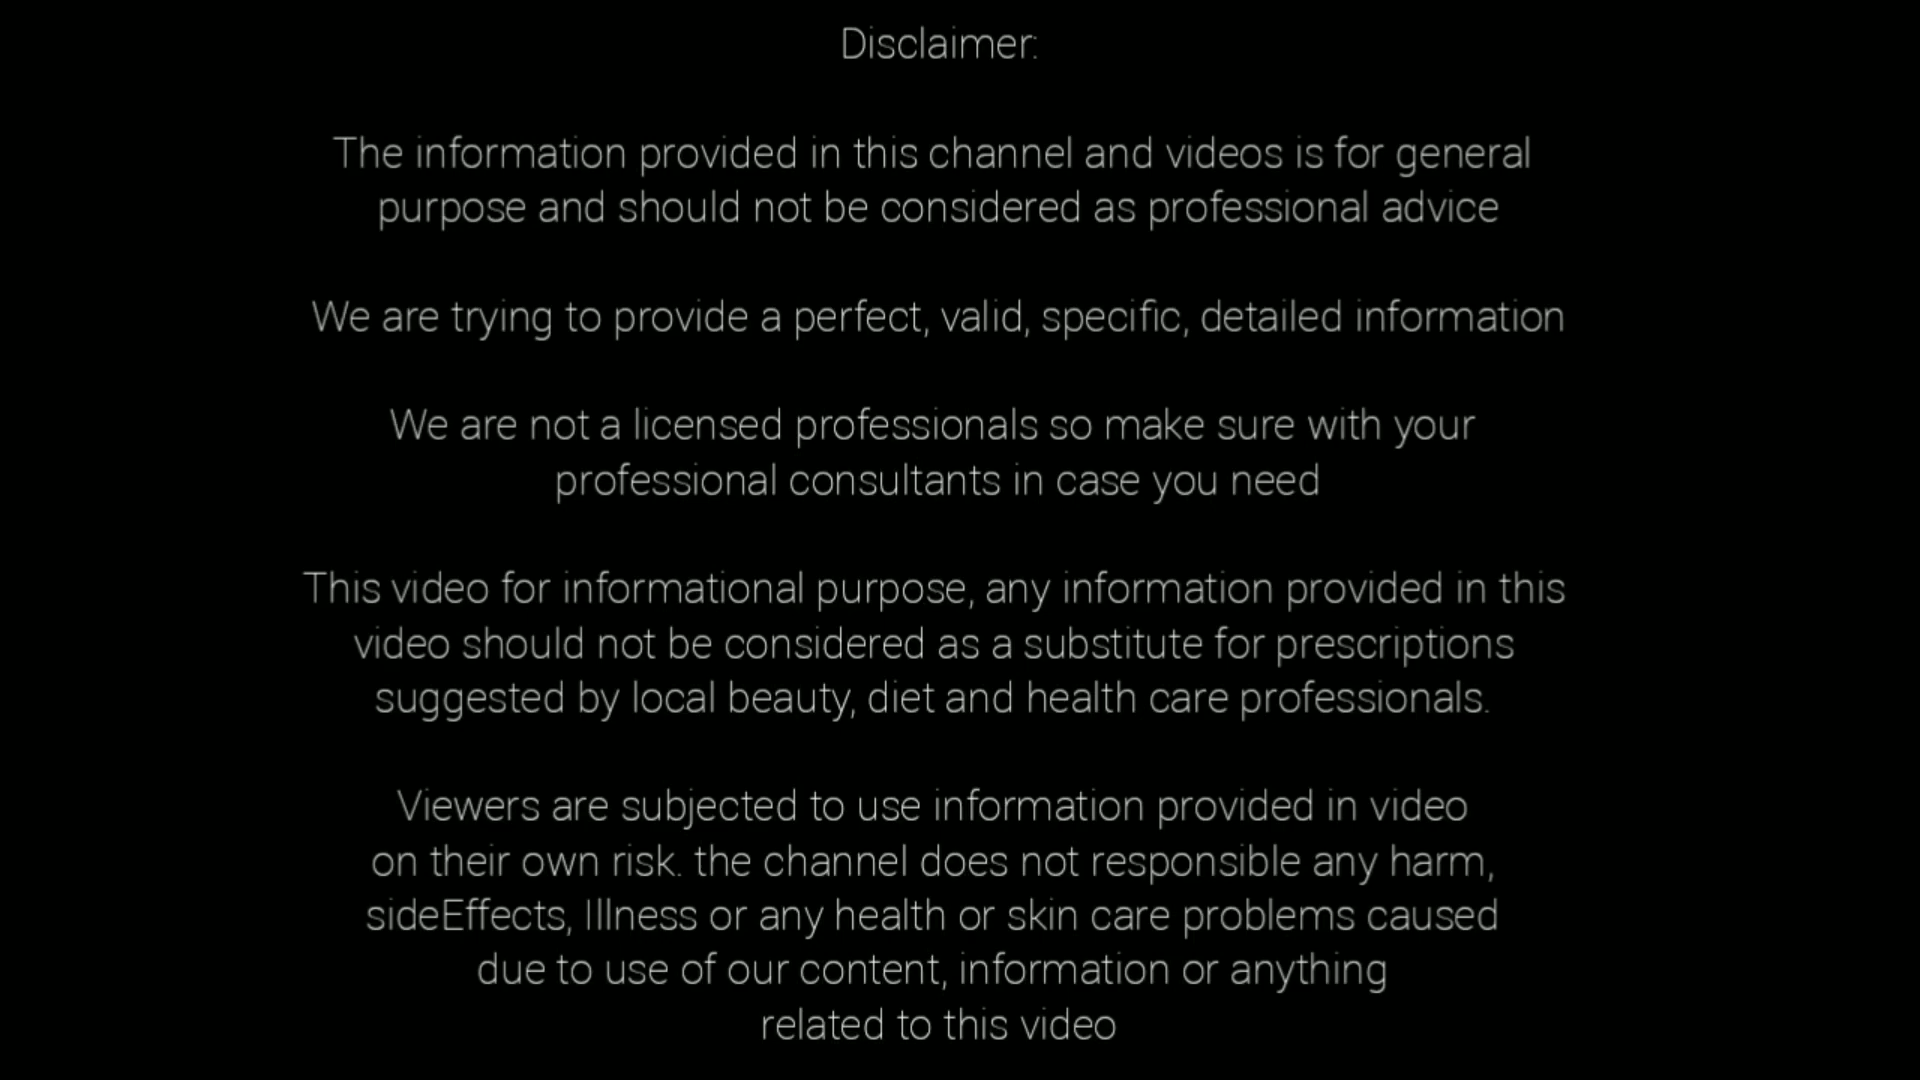 Disclaimer:
The information provided in this channel and videos is for general
purpose and should not be considered as professional advice
We are trying to provide a perfect, valid, specific, detailed information
We are not a licensed professionals so make sure with your
professional consultants in case you need
This video for informational purpose, any information provided in this
video should not be considered as a substitute for prescriptions
suggested by local beauty, diet and health care professionals.
Viewers are subjected to use information provided in video
on their own risk. the channel does not responsible any harm,
sideEffects, Illness or any health or skin care problems caused
due to use of our content, information or anything
related to this video